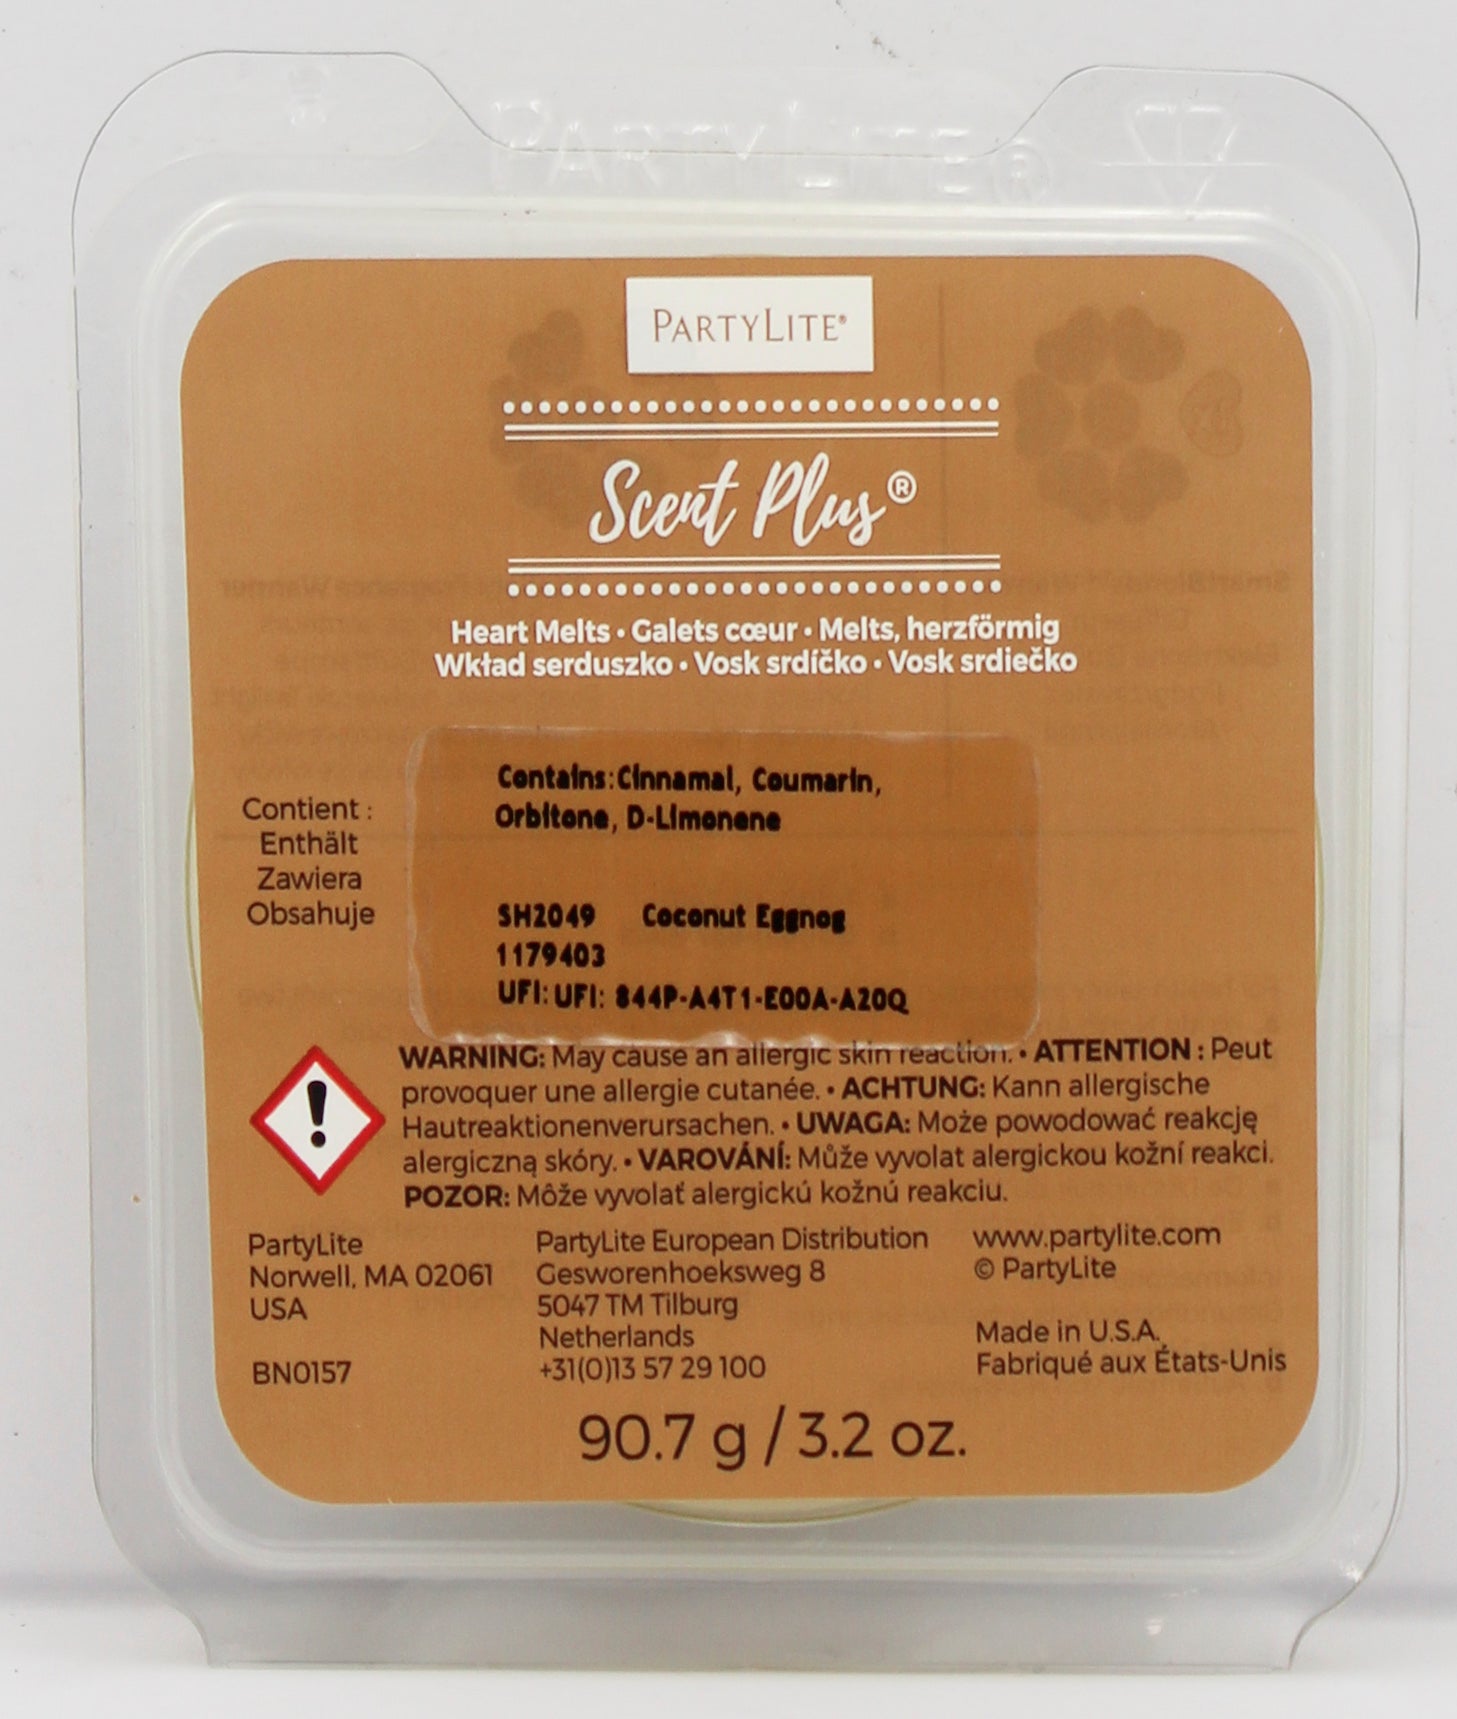 PARTYLITE®
PARTYLITE®
Scent Plus®
Heart Melts • Galets cœur • Melts, herzförmig
Wkład serduszko • Vosk srdíčko • Vosk srdiečko
Contient :
Enthält
Zawiera
Obsahuje
Contains:Cinnamal, Coumarin,
Orbitone, D-Limonene
SH2049 Coconut Eggnog
1179403
UFI: UFI: 844P-A4T1-E00A-A20Q
WARNING: May cause an allergic skin reaction. • ATTENTION : Peut
provoquer une allergie cutanée. • ACHTUNG: Kann allergische
Hautreaktionenverursachen. • UWAGA: Może powodować reakcję
alergiczną skóry. • VAROVÁNÍ: Může vyvolat alergickou kožní reakci.
POZOR: Môže vyvolať alergickú kožnú reakciu.
PartyLite
Norwell, MA 02061
USA
BN0157
PartyLite European Distribution
Gesworenhoeksweg 8
5047 TM Tilburg
Netherlands
+31(0)13 57 29 100
www.partylite.com
© PartyLite
Made in U.S.A.
Fabriqué aux États-Unis
90.7 g / 3.2 oz.